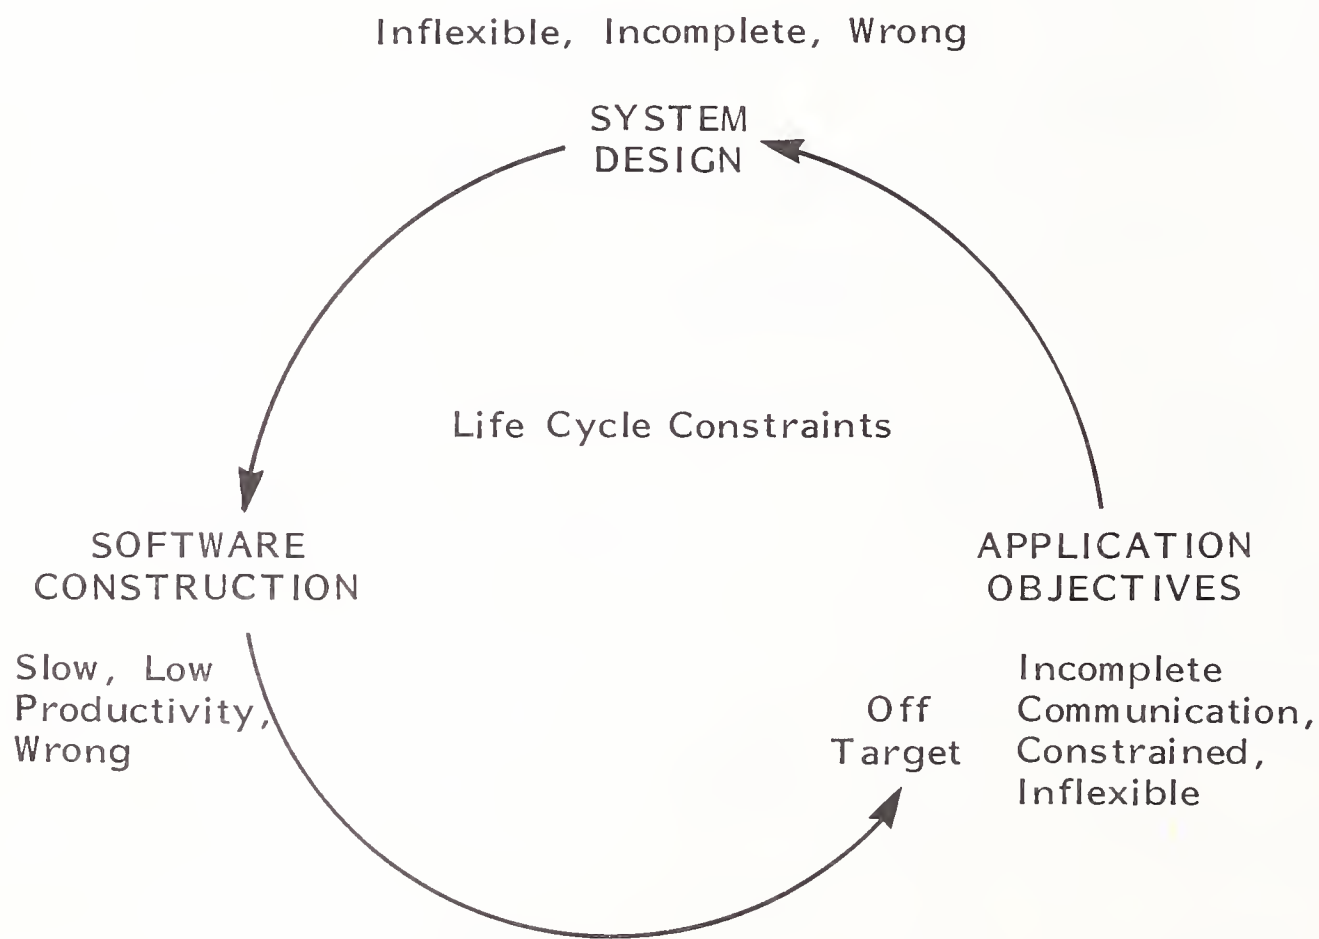 Inflexible, Incomplete, Wrong
SYSTEM
DESIGN
Life Cycle Constraints
SOFTWARE
CONSTRUCTION
Slow, Low
Productivity,
Wrong
APPLICATION
OBJECTIVES
Incomplete
Communication,
Constrained,
Inflexible
Off
Target